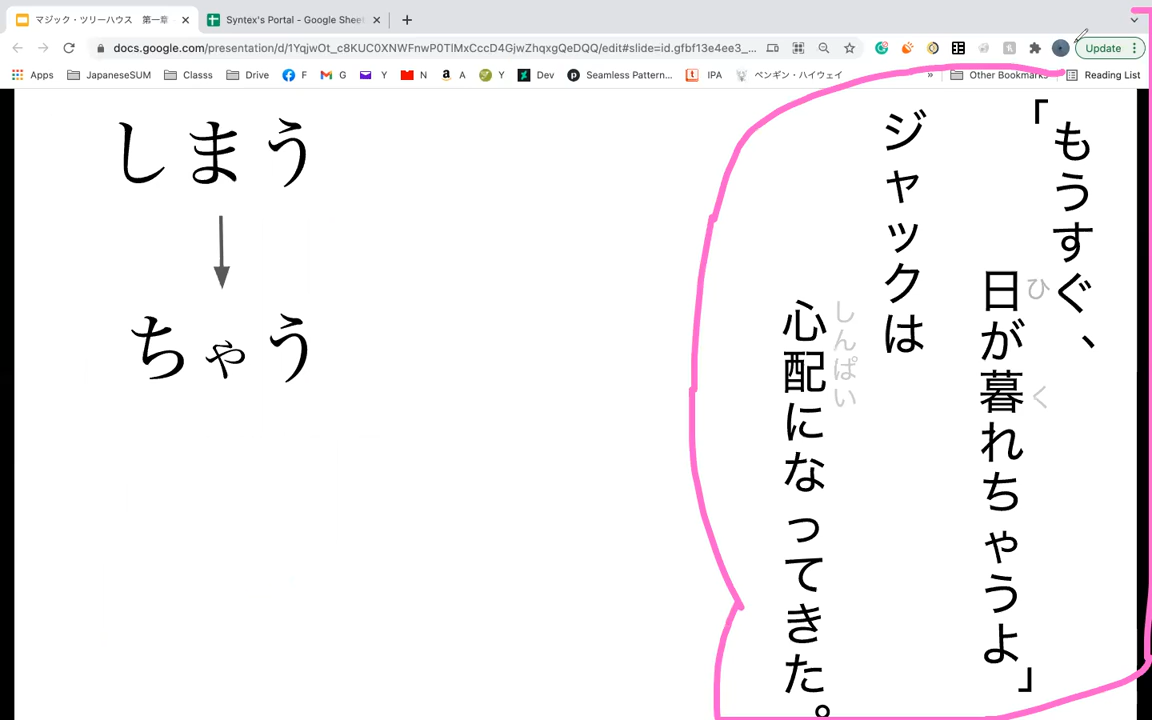 マジック・ツリーハウス　第一章
Syntex's Portal - Google Shee
docs.google.com/presentation/d/1YqjwOt_c8KUC0XNWFnwP0TIMxCccD4GjwZhqxgQeDQQ/edit#slide=id.gfbf13e4ee3_...
Update
Apps
JapaneseSUM
Classs
Drive
F
G
Y
N
A
Y
Dev
Seamless Pattern...
IPA
ペンギン・ハイウェイ
»
Other Bookmarks
Reading List
しまう
↓
ちゃう
「もうすぐ、
日が暮れちゃうよ」
ひ
く
ジャックは
心配になってきた。
しんぱい